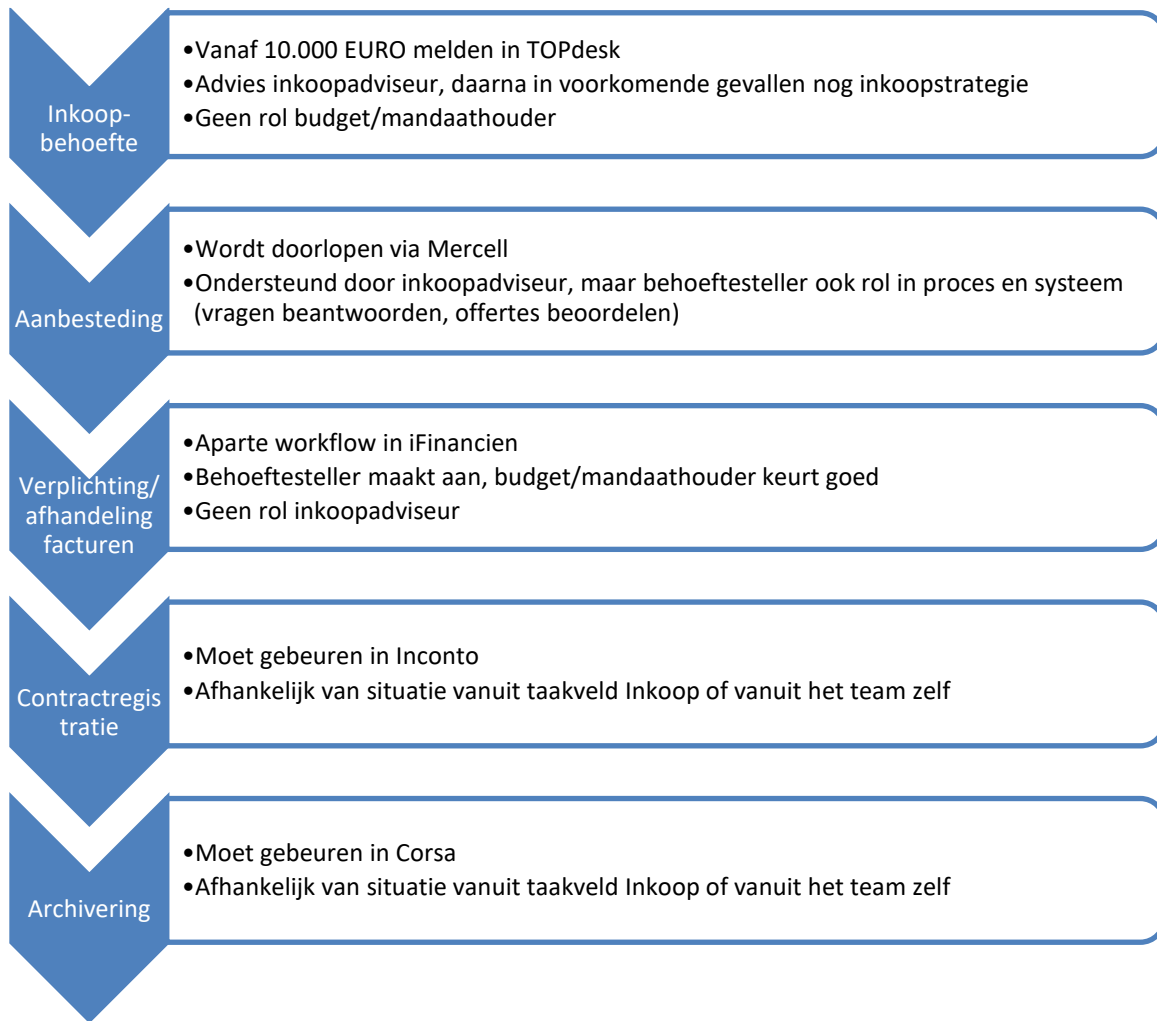 Inkoop-
behoefte
•Vanaf 10.000 EURO melden in TOPdesk
•Advies inkoopadviseur, daarna in voorkomende gevallen nog inkoopstrategie
•Geen rol budget/mandaathouder
Aanbesteding
•Wordt doorlopen via Mercell
•Ondersteund door inkoopadviseur, maar behoeftesteller ook rol in proces en systeem
(vragen beantwoorden, offertes beoordelen)
Verplichting/
afhandeling
facturen
•Aparte workflow in iFinancien
•Behoeftesteller maakt aan, budget/mandaathouder keurt goed
•Geen rol inkoopadviseur
Contractregis
tratie
•Moet gebeuren in Inconto
•Afhankelijk van situatie vanuit taakveld Inkoop of vanuit het team zelf
Archivering
•Moet gebeuren in Corsa
•Afhankelijk van situatie vanuit taakveld Inkoop of vanuit het team zelf